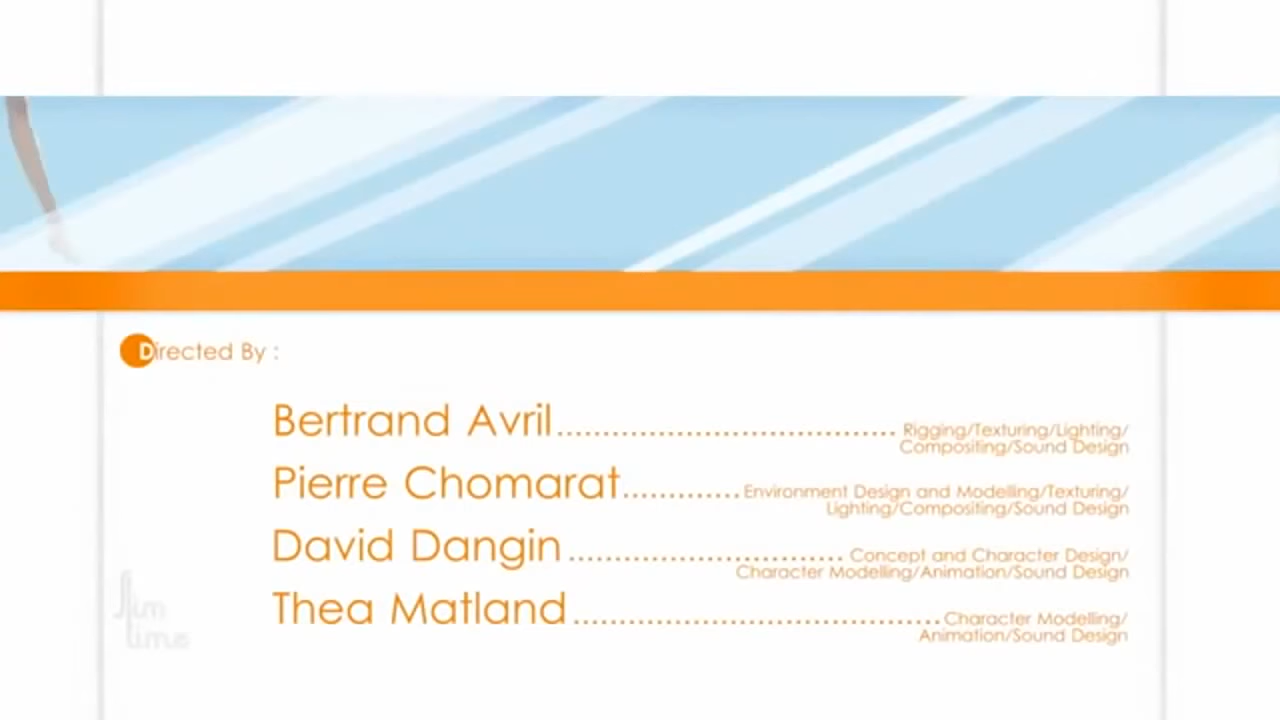 Directed By :
Bertrand Avril.....................................Rigging/Texturing/Lighting/
Compositing/Sound Design
Pierre Chomarat.............Environment Design and Modelling/Texturing/
Lighting/Compositing/Sound Design
David Dangin..............................Concept and Character Design/
Character Modelling/Animation/Sound Design
Thea Matland........................................Character Modelling/
Animation/Sound Design
slim
time